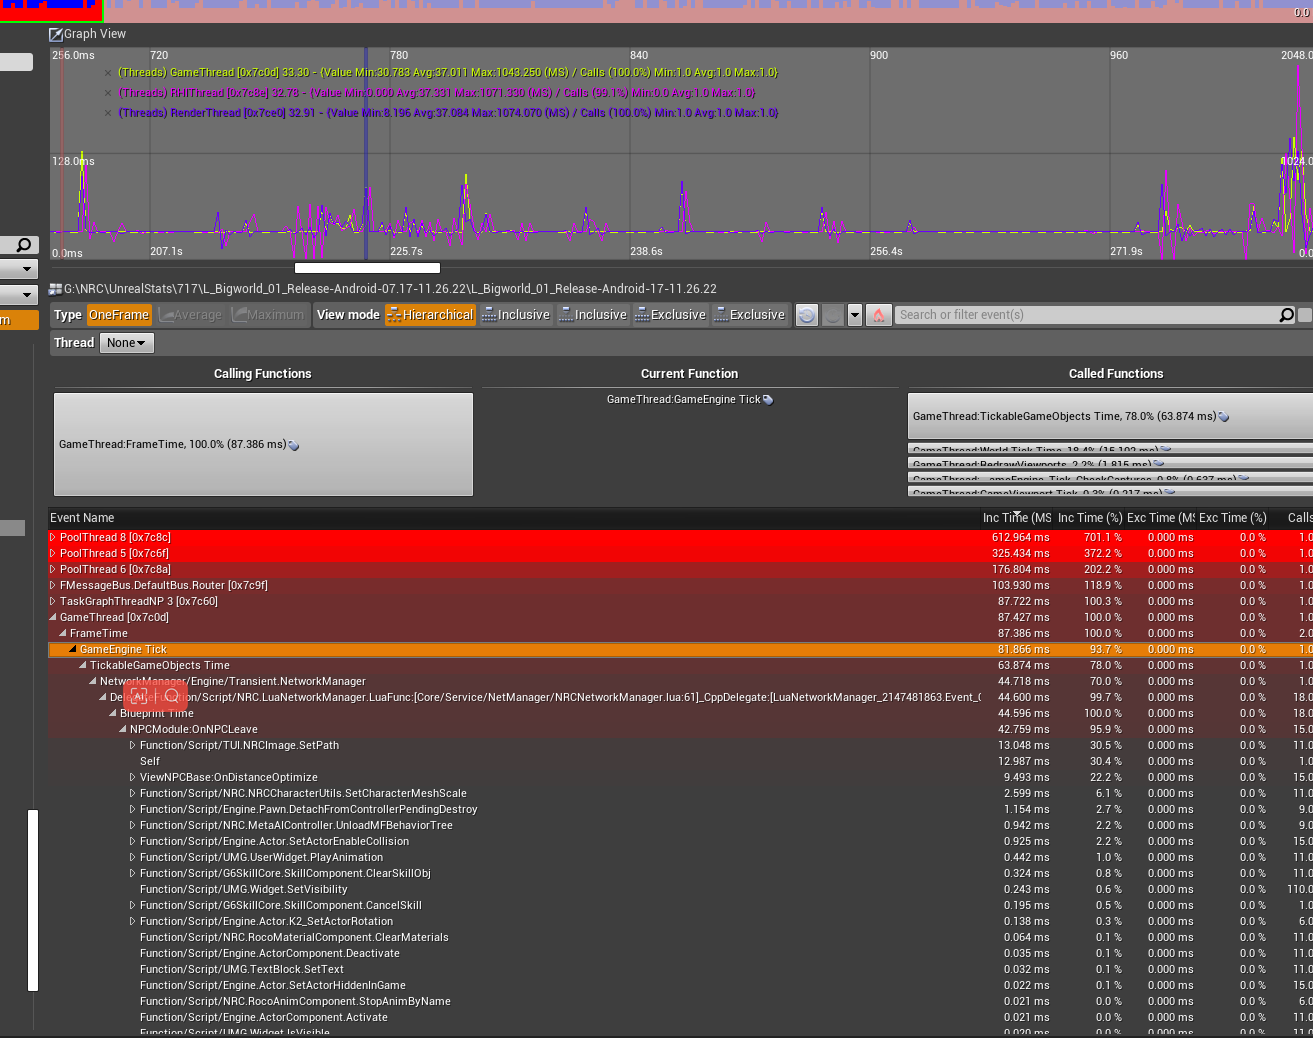 0.0
Graph View
256.0ms 720 780 840 900 960 2048.0
(Threads) GameThread [0x7c0d] 33.30 - {Value Min:30.783 Avg:37.011 Max:1043.250 (MS) / Calls (100.0%) Min:1.0 Avg:1.0 Max:1.0}
(Threads) RHIThread [0x7c8e] 32.78 - {Value Min:0.000 Avg:37.331 Max:1071.330 (MS) / Calls (99.1%) Min:0.0 Avg:1.0 Max:1.0}
(Threads) RenderThread [0x7ce0] 32.91 - {Value Min:8.196 Avg:37.084 Max:1074.070 (MS) / Calls (100.0%) Min:1.0 Avg:1.0 Max:1.0}
128.0ms 1024.0
0.0ms 207.1s 225.7s 238.6s 256.4s 271.9s 0.0
G:\NRC\UnrealStats\717\L_Bigworld_01_Release-Android-07.17-11.26.22\L_Bigworld_01_Release-Android-17-11.26.22
m Type OneFrame Average Maximum View mode Hierarchical Inclusive Inclusive Exclusive Exclusive Search or filter event(s)
Thread None
Calling Functions Current Function Called Functions
GameThread:FrameTime, 100.0% (87.386 ms)
GameThread:GameEngine Tick
GameThread:TickableGameObjects Time, 78.0% (63.874 ms)
GameThread:World Tick Time, 18.4% (15.102 ms)
GameThread:RedrawViewports, 2.2% (1.815 ms)
GameThread:GameViewport Tick, 0.3% (0.217 ms)
Event Name Inc Time (MS Inc Time (%) Exc Time (MS Exc Time (%) Calls
PoolThread 8 [0x7c8c] 612.964 ms 701.1 % 0.000 ms 0.0 % 1.0
PoolThread 5 [0x7c6f] 325.434 ms 372.2 % 0.000 ms 0.0 % 1.0
PoolThread 6 [0x7c8a] 176.804 ms 202.2 % 0.000 ms 0.0 % 1.0
FMessageBus.DefaultBus.Router [0x7c9f] 103.930 ms 118.9 % 0.000 ms 0.0 % 1.0
TaskGraphThreadNP 3 [0x7c60] 87.722 ms 100.3 % 0.000 ms 0.0 % 1.0
GameThread [0x7c0d] 87.427 ms 100.0 % 0.000 ms 0.0 % 1.0
FrameTime 87.386 ms 100.0 % 0.000 ms 0.0 % 2.0
GameEngine Tick 81.866 ms 93.7 % 0.000 ms 0.0 % 1.0
TickableGameObjects Time 63.874 ms 78.0 % 0.000 ms 0.0 % 1.0
NetworkManager/Engine/Transient.NetworkManager 44.718 ms 70.0 % 0.000 ms 0.0 % 1.0
/Script/NRC.LuaNetworkManager.LuaFunc:[Core/Service/NetManager/NRCNetworkManager.lua:61]_CppDelegate:[LuaNetworkManager_2147481863.Event_( 44.600 ms 99.7 % 0.000 ms 0.0 % 18.0
Blueprint Time 44.596 ms 100.0 % 0.000 ms 0.0 % 18.0
NPCModule:OnNPCLeave 42.759 ms 95.9 % 0.000 ms 0.0 % 15.0
Function/Script/TUI.NRCImage.SetPath 13.048 ms 30.5 % 0.000 ms 0.0 % 11.0
Self 12.987 ms 30.4 % 0.000 ms 0.0 % 1.0
ViewNPCBase:OnDistanceOptimize 9.493 ms 22.2 % 0.000 ms 0.0 % 15.0
Function/Script/NRC.NRCCharacterUtils.SetCharacterMeshScale 2.599 ms 6.1 % 0.000 ms 0.0 % 11.0
Function/Script/Engine.Pawn.DetachFromControllerPendingDestroy 1.154 ms 2.7 % 0.000 ms 0.0 % 9.0
Function/Script/NRC.MetaAIController.UnloadMFBehaviorTree 0.942 ms 2.2 % 0.000 ms 0.0 % 9.0
Function/Script/Engine.Actor.SetActorEnableCollision 0.925 ms 2.2 % 0.000 ms 0.0 % 15.0
Function/Script/UMG.UserWidget.PlayAnimation 0.442 ms 1.0 % 0.000 ms 0.0 % 11.0
Function/Script/G6SkillCore.SkillComponent.ClearSkillObj 0.324 ms 0.8 % 0.000 ms 0.0 % 11.0
Function/Script/UMG.Widget.SetVisibility 0.243 ms 0.6 % 0.000 ms 0.0 % 110.0
Function/Script/G6SkillCore.SkillComponent.CancelSkill 0.195 ms 0.5 % 0.000 ms 0.0 % 1.0
Function/Script/Engine.Actor.K2_SetActorRotation 0.138 ms 0.3 % 0.000 ms 0.0 % 6.0
Function/Script/NRC.RocoMaterialComponent.ClearMaterials 0.064 ms 0.1 % 0.000 ms 0.0 % 11.0
Function/Script/Engine.ActorComponent.Deactivate 0.035 ms 0.1 % 0.000 ms 0.0 % 11.0
Function/Script/UMG.TextBlock.SetText 0.032 ms 0.1 % 0.000 ms 0.0 % 11.0
Function/Script/Engine.Actor.SetActorHiddenInGame 0.022 ms 0.1 % 0.000 ms 0.0 % 15.0
Function/Script/NRC.RocoAnimComponent.StopAnimByName 0.021 ms 0.0 % 0.000 ms 0.0 % 6.0
Function/Script/Engine.ActorComponent.Activate 0.021 ms 0.0 % 0.000 ms 0.0 % 11.0
Function/Script/UMG.Widget.IsVisible 0.020 ms 0.0 % 0.000 ms 0.0 % 11.0